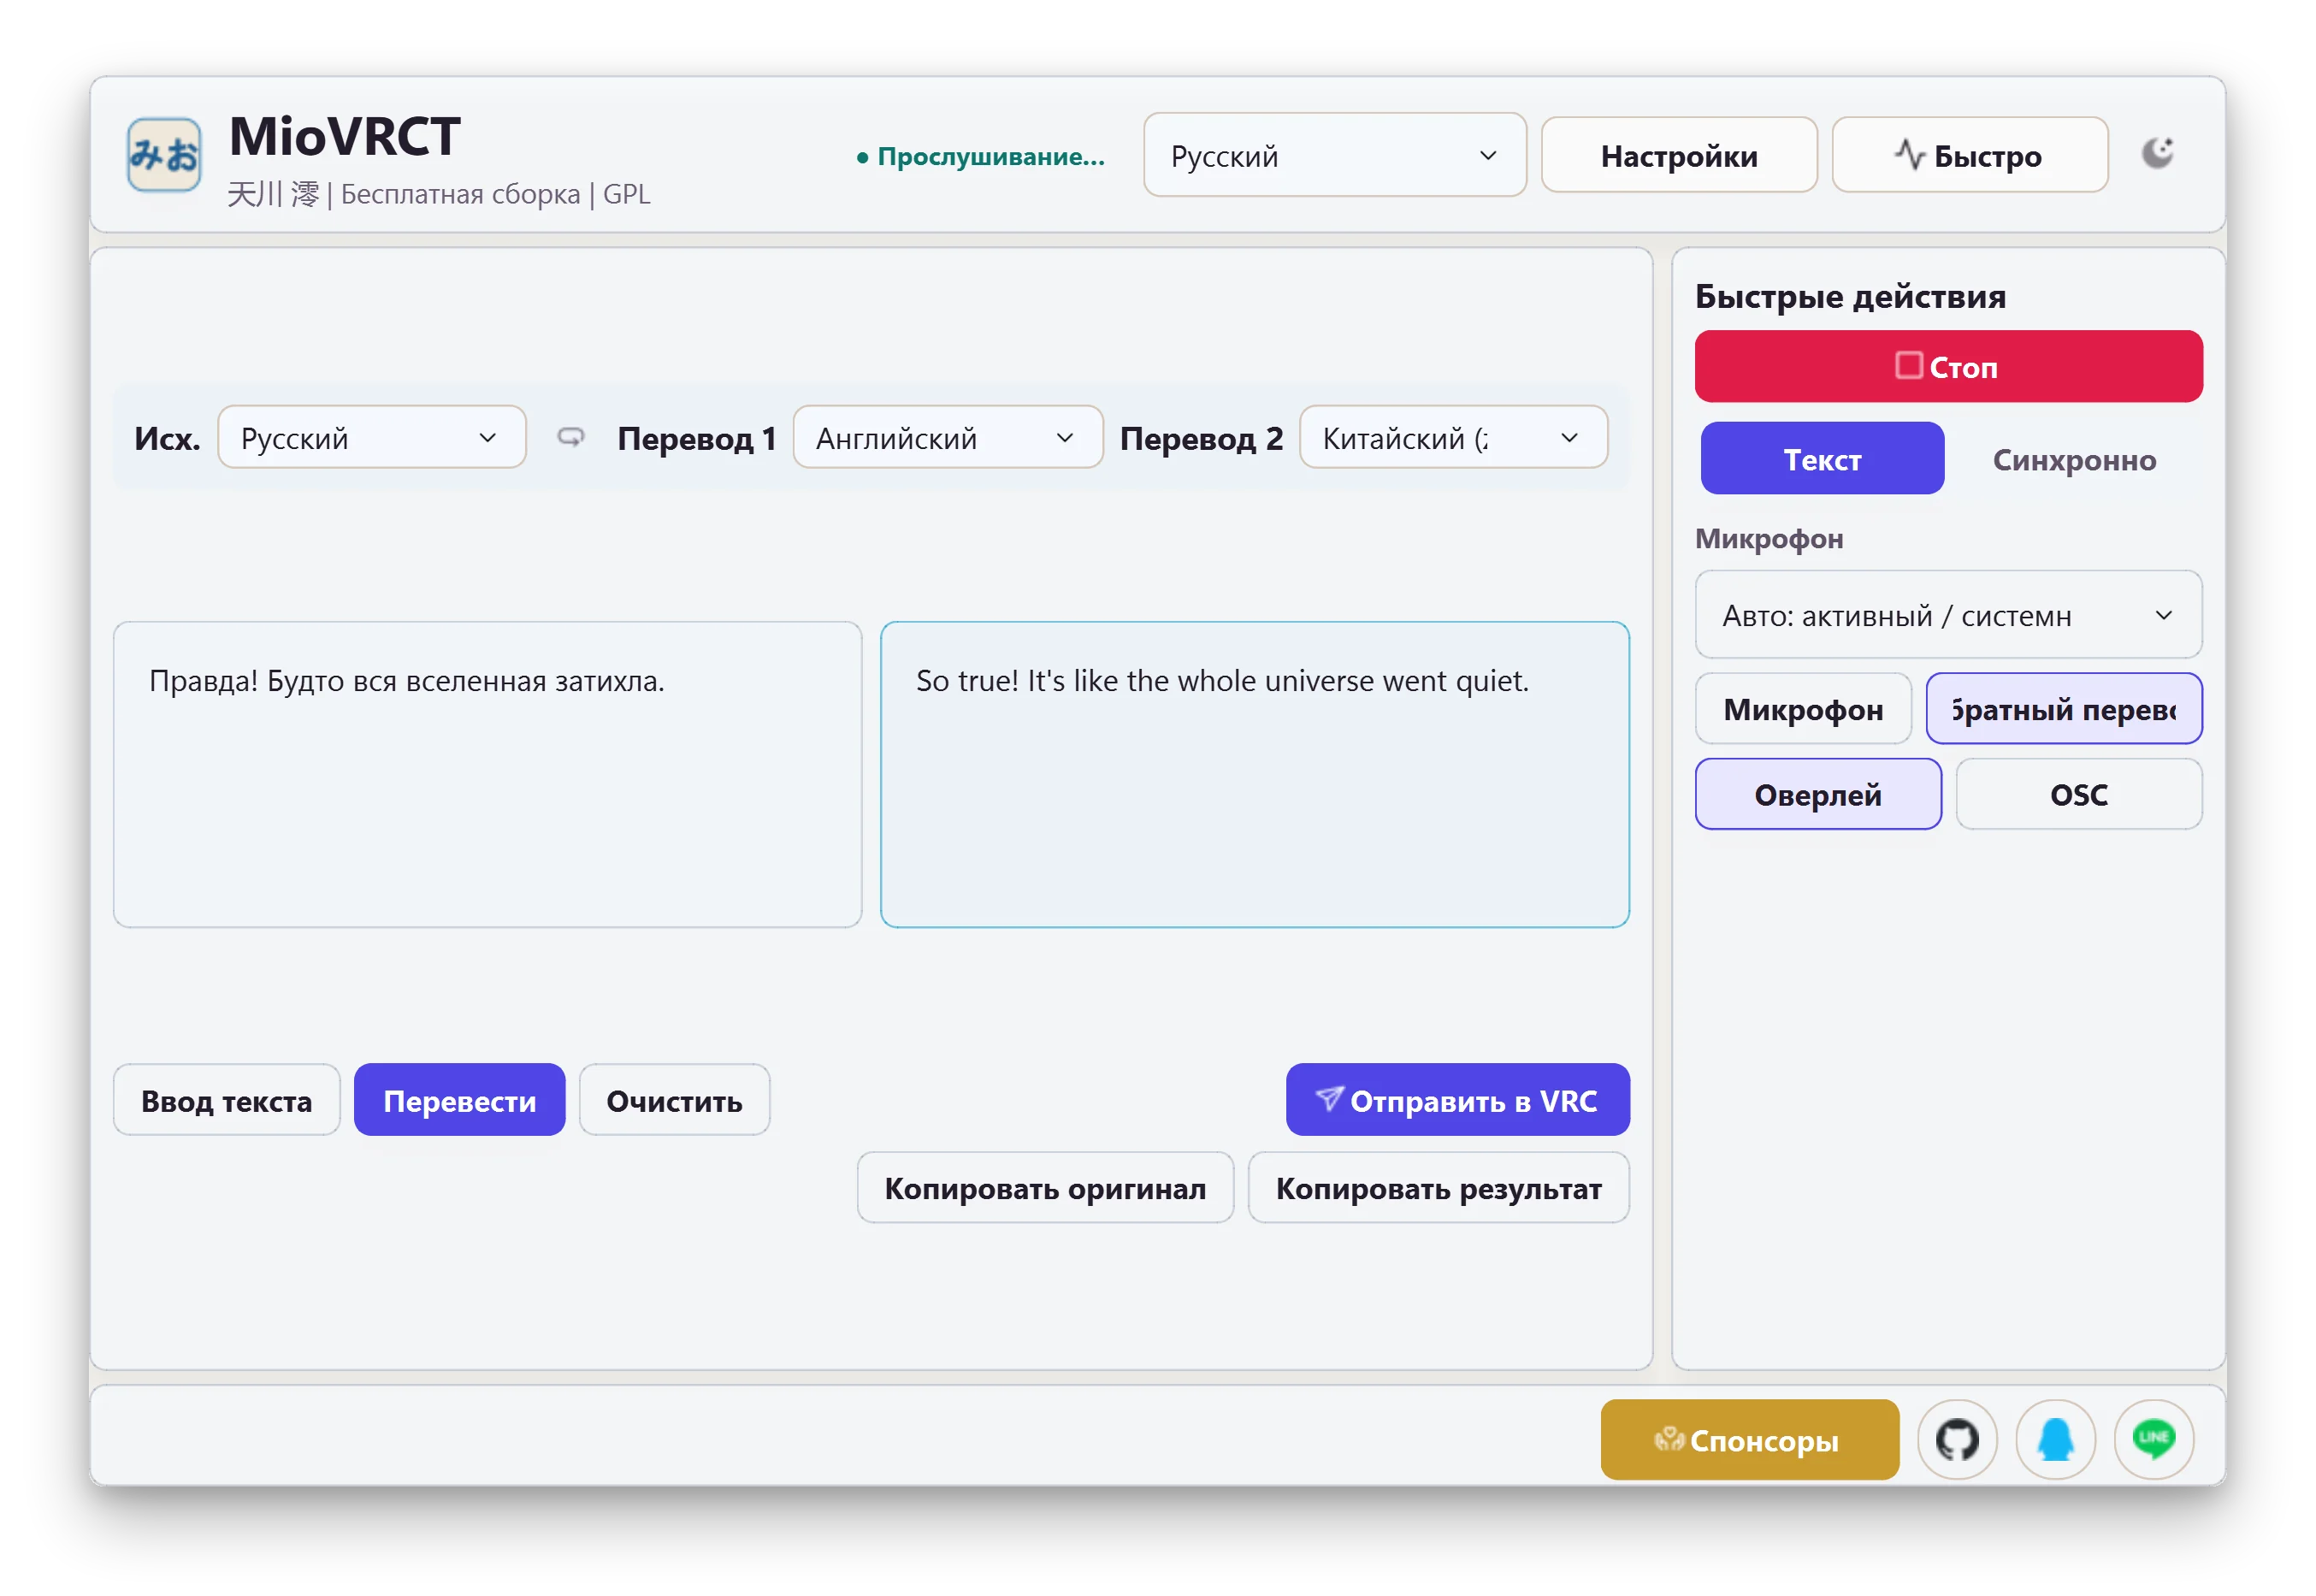 みお
MioVRCT
天川 澪 | Бесплатная сборка | GPL
Прослушивание...
Русский
Настройки
Быстро
Исх.
Русский
Перевод 1
Английский
Перевод 2
Китайский (
Правда! Будто вся вселенная затихла.
So true! It's like the whole universe went quiet.
Ввод текста
Перевести
Очистить
Отправить в VRC
Копировать оригинал
Копировать результат
Быстрые действия
Стоп
Текст
Синхронно
Микрофон
Авто: активный / системн
Микрофон
братный перево
Оверлей
OSC
Спонсоры
LINE